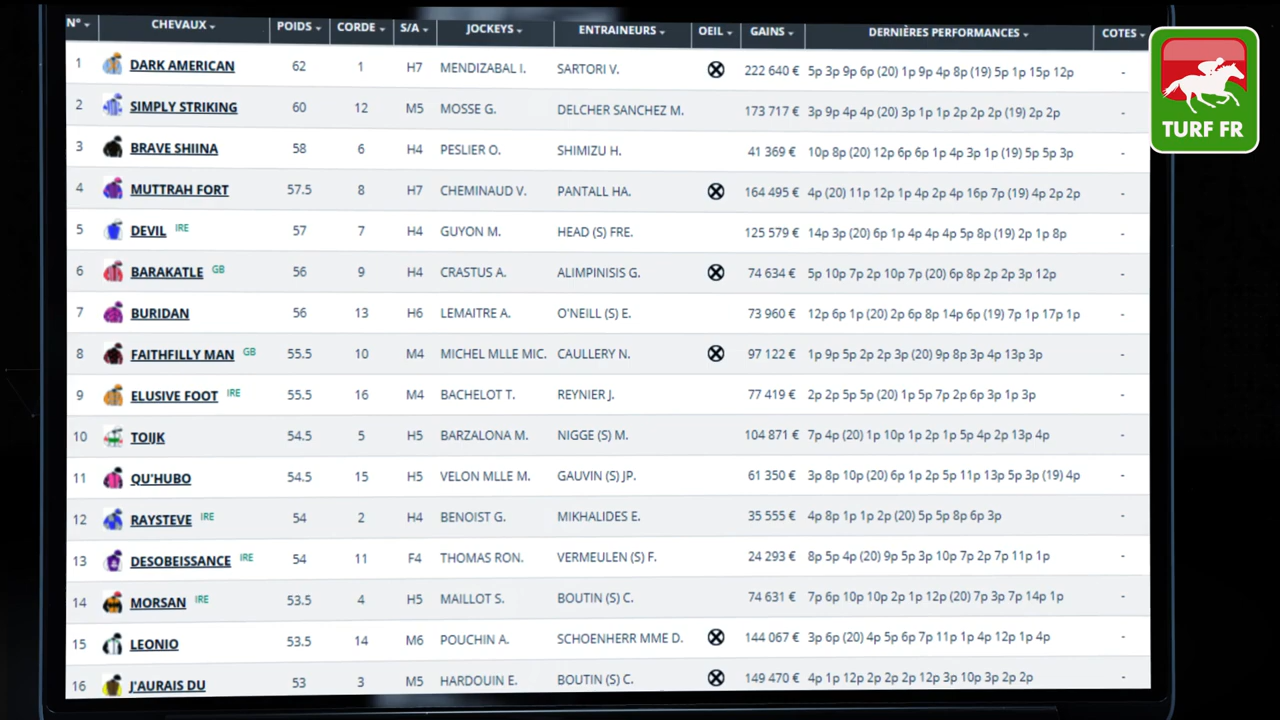 N° CHEVAUX POIDS CORDE S/A JOCKEYS ENTRAINEURS OEIL GAINS DERNIÈRES PERFORMANCES COTES
1 DARK AMERICAN 62 1 H7 MENDIZABAL I. SARTORI V. 222 640 € 5p 3p 9p 6p (20) 1p 9p 4p 8p (19) 5p 1p 15p 12p -
2 SIMPLY STRIKING 60 12 M5 MOSSE G. DELCHER SANCHEZ M. 173 717 € 3p 9p 4p 4p (20) 3p 1p 1p 2p 2p 2p (19) 2p 2p -
3 BRAVE SHIINA 58 6 H4 PESLIER O. SHIMIZU H. 41 369 € 10p 8p (20) 12p 6p 6p 1p 4p 3p 1p (19) 5p 5p 3p -
4 MUTTRAH FORT 57.5 8 H7 CHEMINAUD V. PANTALL HA. 164 495 € 4p (20) 11p 12p 1p 4p 2p 4p 16p 7p (19) 4p 2p 2p -
5 DEVIL IRE 57 7 H4 GUYON M. HEAD (S) FRE. 125 579 € 14p 3p (20) 6p 1p 4p 4p 4p 5p 8p (19) 2p 1p 8p -
6 BARAKATLE GB 56 9 H4 CRASTUS A. ALIMPINISIS G. 74 634 € 5p 10p 7p 2p 10p 7p (20) 6p 8p 2p 2p 3p 12p -
7 BURIDAN 56 13 H6 LEMAITRE A. O'NEILL (S) E. 73 960 € 12p 6p 1p (20) 2p 6p 8p 14p 6p (19) 7p 1p 17p 1p -
8 FAITHFILLY MAN GB 55.5 10 M4 MICHEL MLLE MIC. CAULLERY N. 97 122 € 1p 9p 5p 2p 2p 3p (20) 9p 8p 3p 4p 13p 3p -
9 ELUSIVE FOOT IRE 55.5 16 M4 BACHELOT T. REYNIER J. 77 419 € 2p 2p 5p 5p (20) 1p 5p 7p 2p 6p 3p 1p 3p -
10 TOIJK 54.5 5 H5 BARZALONA M. NIGGE (S) M. 104 871 € 7p 4p (20) 1p 10p 1p 2p 1p 5p 4p 2p 13p 4p -
11 QU'HUBO 54.5 15 H5 VELON MLLE M. GAUVIN (S) JP. 61 350 € 3p 8p 10p (20) 6p 1p 2p 5p 11p 13p 5p 3p (19) 4p -
12 RAYSTEVE IRE 54 2 H4 BENOIST G. MIKHALIDES E. 35 555 € 4p 8p 1p 1p 2p (20) 5p 5p 8p 6p 3p -
13 DESOBEISSANCE IRE 54 11 F4 THOMAS RON. VERMEULEN (S) F. 24 293 € 8p 5p 4p (20) 9p 5p 3p 10p 7p 2p 7p 11p 1p -
14 MORSAN IRE 53.5 4 H5 MAILLOT S. BOUTIN (S) C. 74 631 € 7p 6p 10p 10p 2p 1p 12p (20) 7p 3p 7p 14p 1p -
15 LEONIO 53.5 14 M6 POUCHIN A. SCHOENHERR MME D. 144 067 € 3p 6p (20) 4p 5p 6p 7p 11p 1p 4p 12p 1p 4p -
16 J'AURAIS DU 53 3 M5 HARDOUIN E. BOUTIN (S) C. 149 470 € 4p 1p 12p 2p 2p 2p 12p 3p 10p 3p 2p 2p -
TURF FR